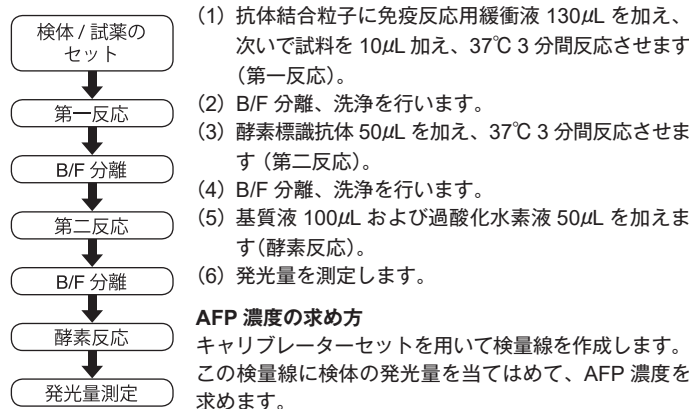 検体 / 試薬の
セット
第一反応
B/F 分離
第二反応
B/F 分離
酵素反応
発光量測定
(1) 抗体結合粒子に免疫反応用緩衝液 130μL を加え、
次いで試料を 10μL 加え、37℃ 3 分間反応させます
(第一反応)。
(2) B/F 分離、洗浄を行います。
(3) 酵素標識抗体 50μL を加え、37℃ 3 分間反応させま
す (第二反応)。
(4) B/F 分離、洗浄を行います。
(5) 基質液 100μL および過酸化水素液 50μL を加えま
す(酵素反応)。
(6) 発光量を測定します。
AFP 濃度の求め方
キャリブレーターセットを用いて検量線を作成します。
この検量線に検体の発光量を当てはめて、AFP 濃度を
求めます。